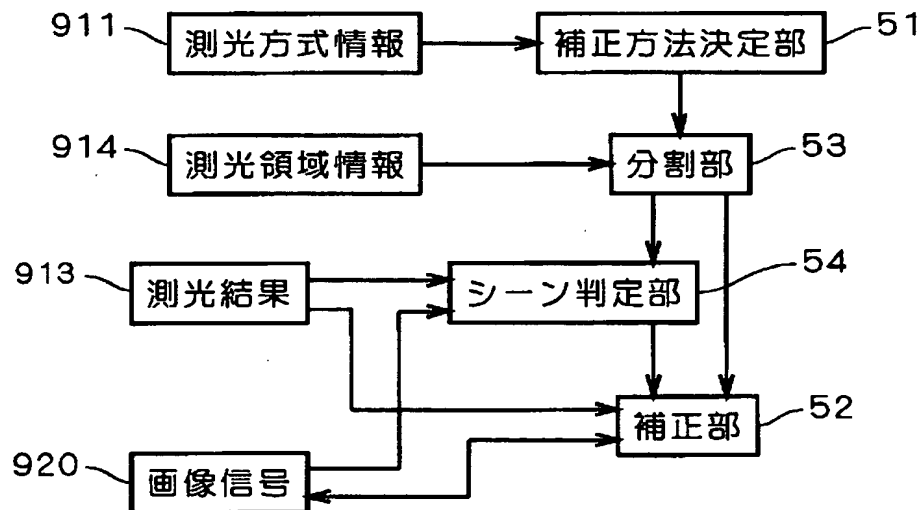 911 測光方式情報 補正方法決定部 51
914 測光領域情報 分割部 53
913 測光結果 シーン判定部 54
補正部 52
920 画像信号